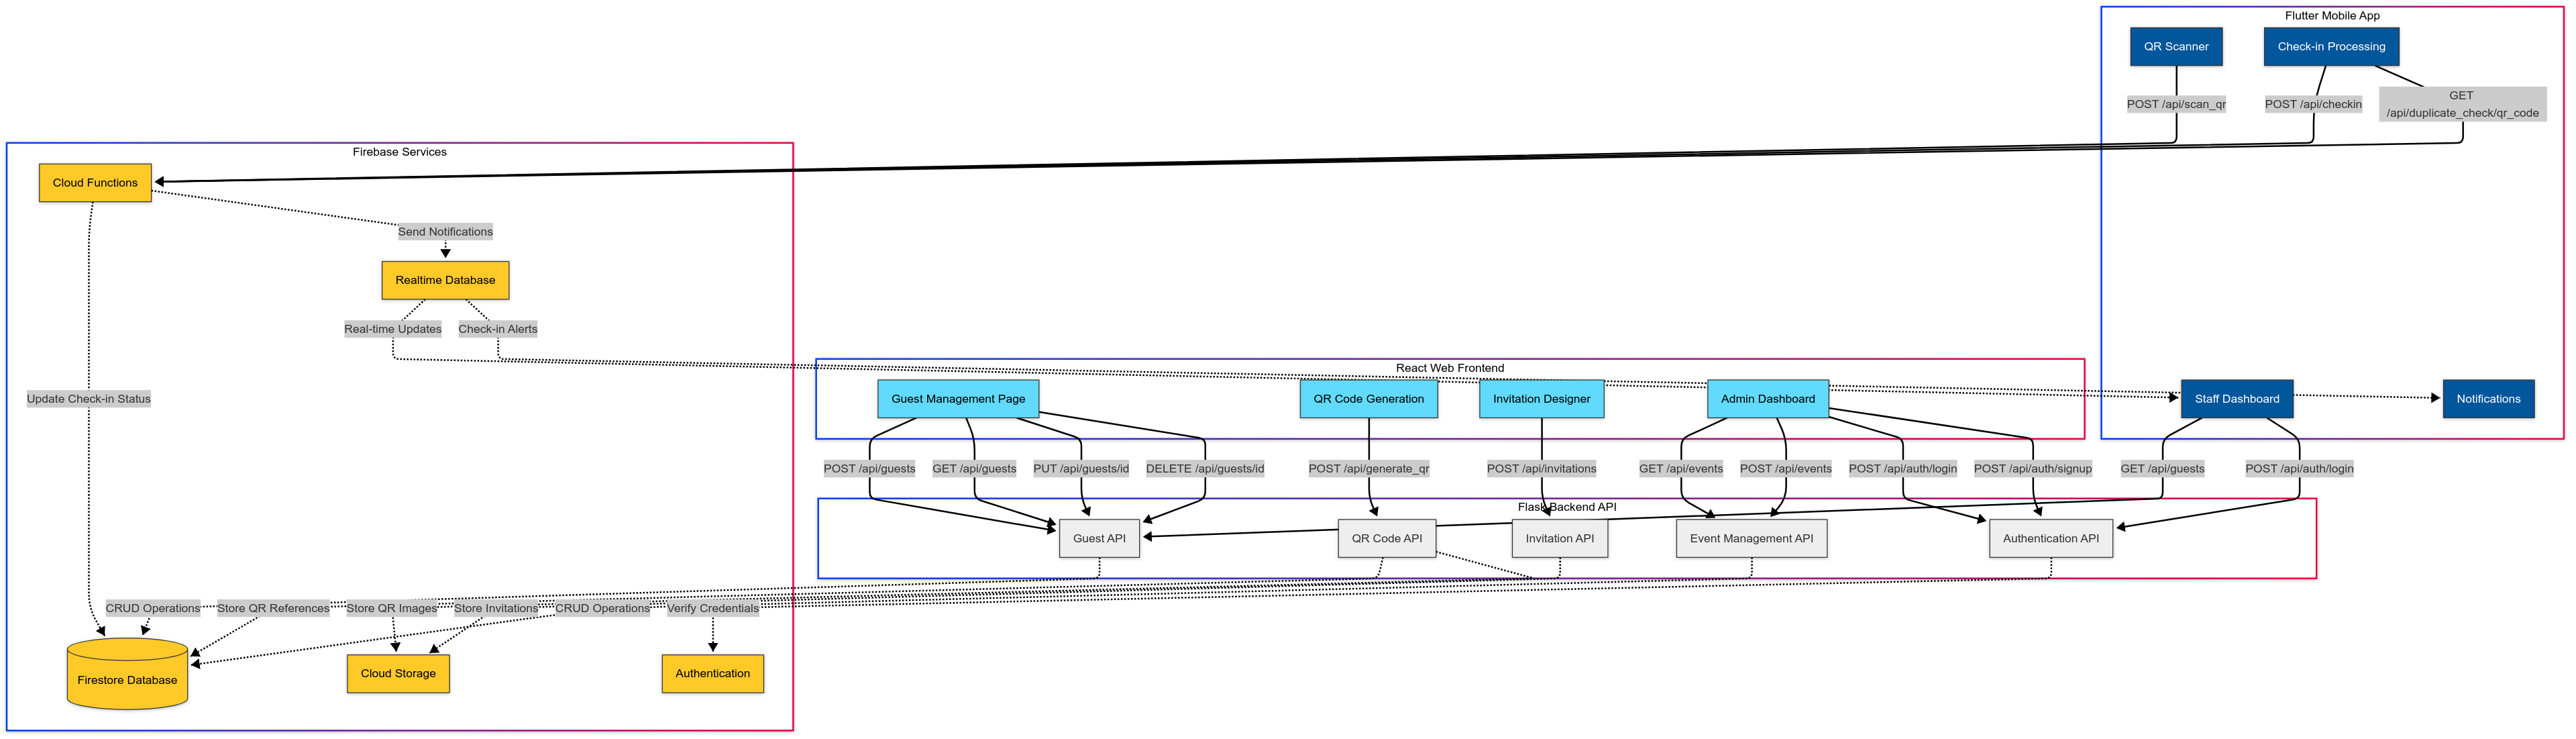 Flutter Mobile App
QR Scanner
Check-in Processing
POST /api/scan_qr
POST /api/checkin
GET
/api/duplicate_check/qr_code
Firebase Services
Cloud Functions
Send Notifications
Realtime Database
Real-time Updates
Check-in Alerts
Update Check-in Status
React Web Frontend
Guest Management Page
QR Code Generation
Invitation Designer
Admin Dashboard
Staff Dashboard
Notifications
POST /api/guests
GET /api/guests
PUT /api/guests/id
DELETE /api/guests/id
POST /api/generate_qr
POST /api/invitations
GET /api/events
POST /api/events
POST /api/auth/login
POST /api/auth/signup
GET /api/guests
POST /api/auth/login
Flask Backend API
Guest API
QR Code API
Invitation API
Event Management API
Authentication API
CRUD Operations
Store QR References
Store QR Images
Store Invitations
CRUD Operations
Verify Credentials
Firestore Database
Cloud Storage
Authentication